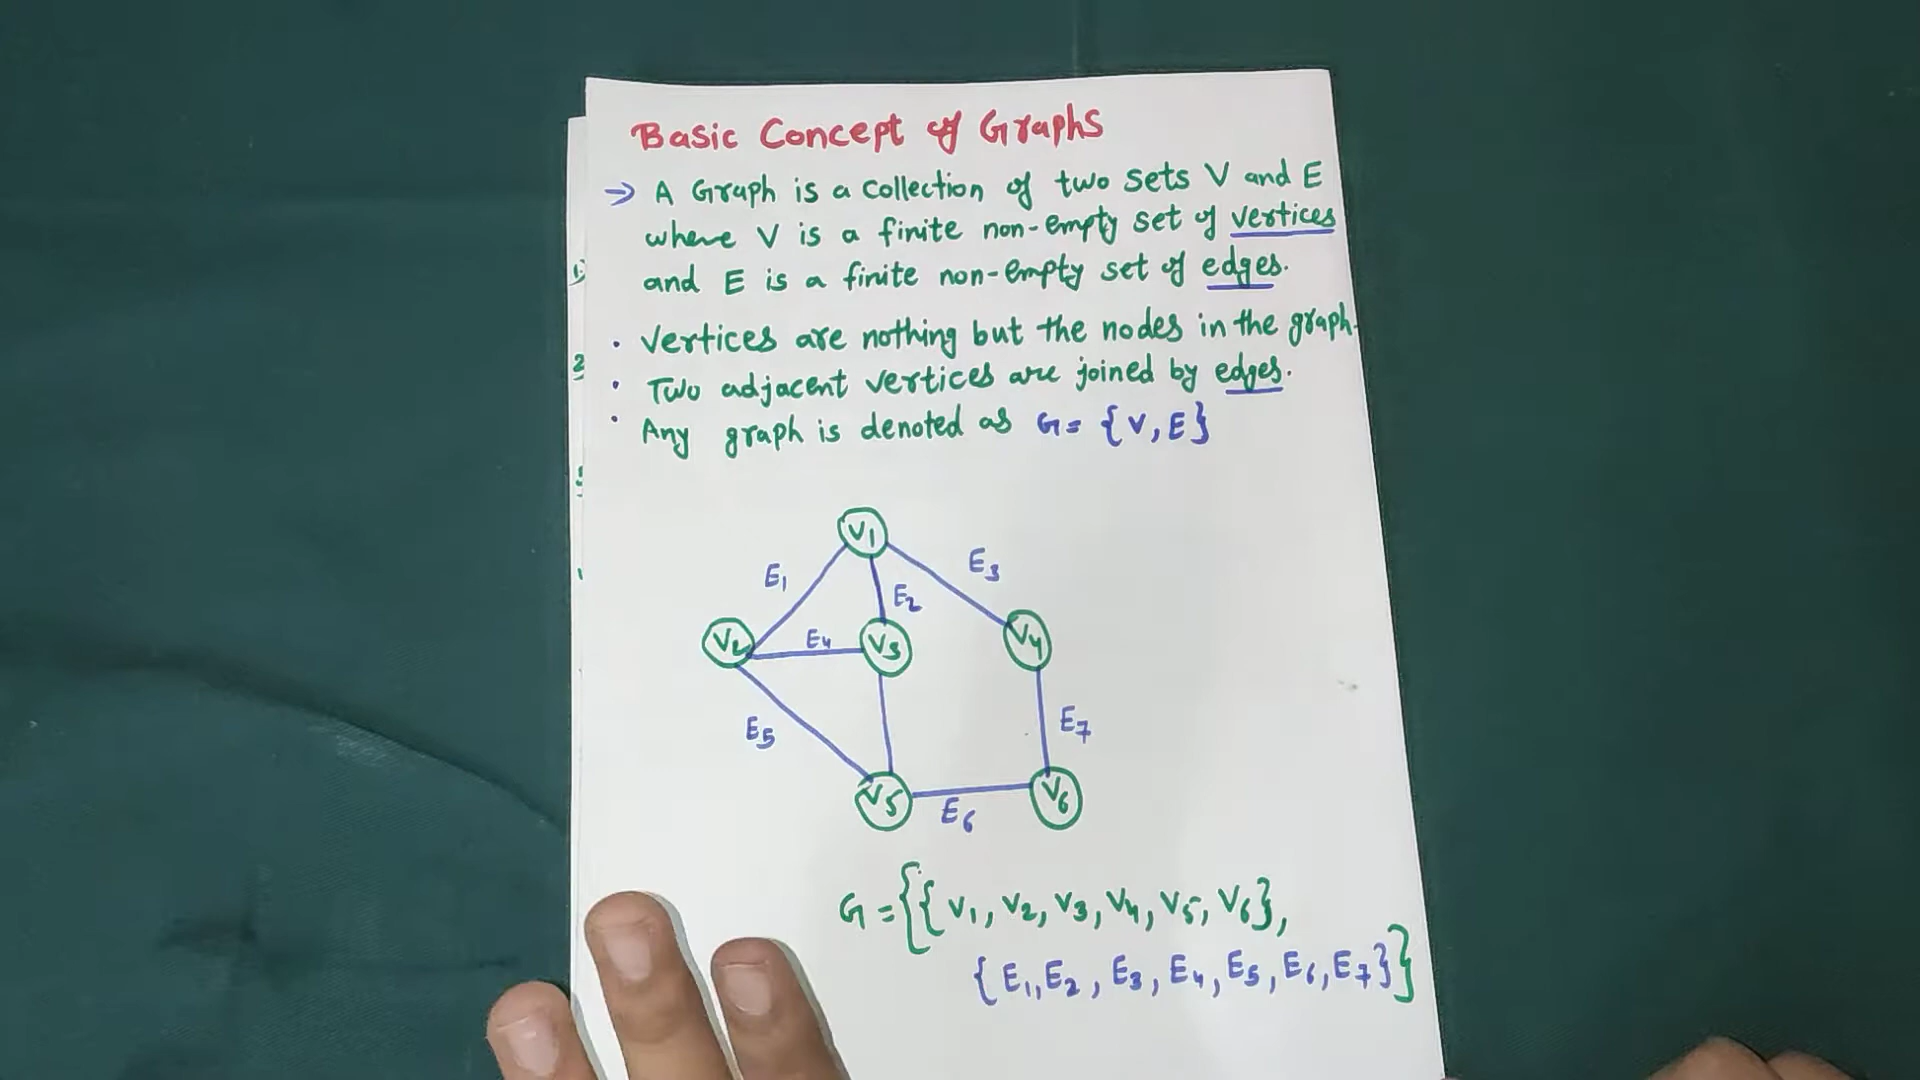 Basic Concept of Graphs
→ A Graph is a collection of two sets V and E
where V is a finite non-empty set of vertices
and E is a finite non-empty set of edges.
• Vertices are nothing but the nodes in the graph.
• Two adjacent vertices are joined by edges.
• Any graph is denoted as G = {V, E}
V1
E1
E2
E3
V2
E4
V3
V4
E5
E7
V5
E6
V6
G = {{V1, V2, V3, V4, V5, V6},
{E1, E2, E3, E4, E5, E6, E7}}